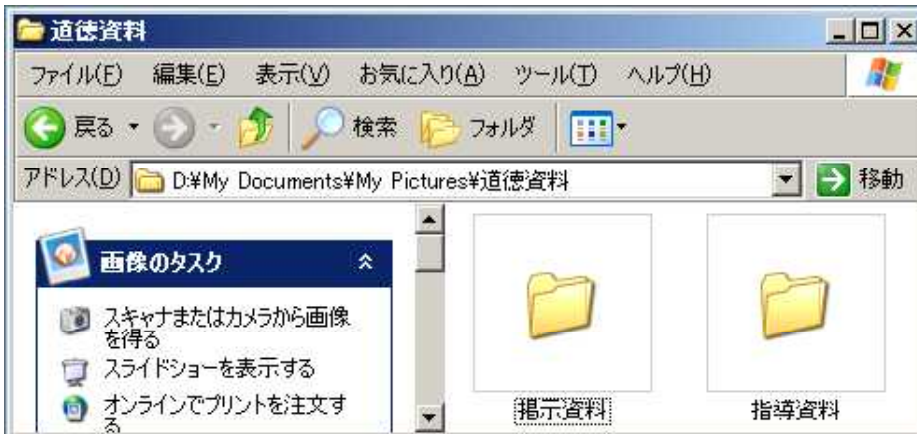 道徳資料
ファイル(F) 編集(E) 表示(V) お気に入り(A) ツール(T) ヘルプ(H)
戻る 検索 フォルダ
アドレス(D) D:¥My Documents¥My Pictures¥道徳資料 移動
画像のタスク
スキャナまたはカメラから画像
を得る
スライドショーを表示する
オンラインでプリントを注文す
る
掲示資料 指導資料